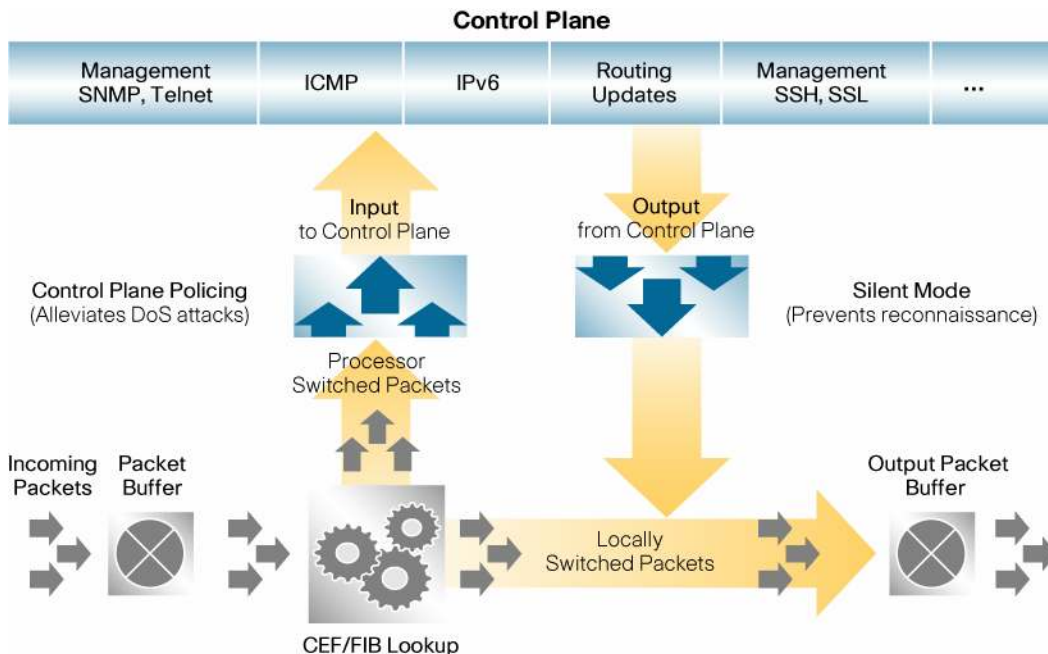 Control Plane
Management
SNMP, Telnet
ICMP
IPv6
Routing
Updates
Management
SSH, SSL
...
Input
to Control Plane
Output
from Control Plane
Control Plane Policing
(Alleviates DoS attacks)
Silent Mode
(Prevents reconnaissance)
Processor
Switched Packets
Incoming
Packets
Packet
Buffer
Output Packet
Buffer
Locally
Switched Packets
CEF/FIB Lookup